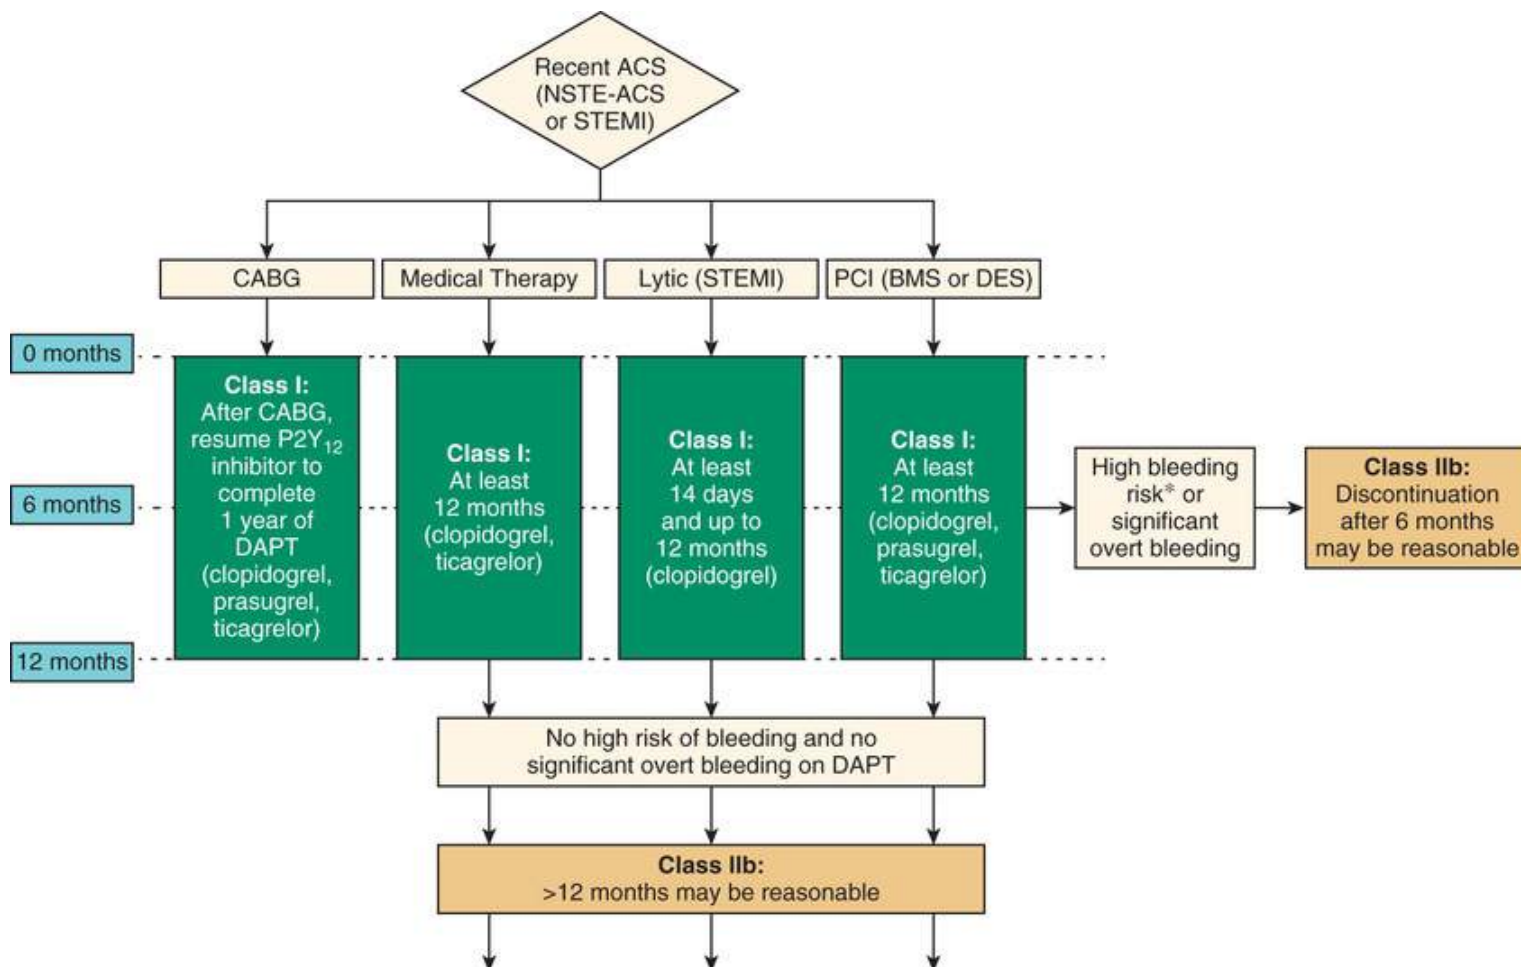 Recent ACS
(NSTE-ACS
or STEMI)
CABG
Medical Therapy
Lytic (STEMI)
PCI (BMS or DES)
0 months
6 months
12 months
Class I:
After CABG,
resume P2Y12
inhibitor to
complete
1 year of
DAPT
(clopidogrel,
prasugrel,
ticagrelor)
Class I:
At least
12 months
(clopidogrel,
ticagrelor)
Class I:
At least
14 days
and up to
12 months
(clopidogrel)
Class I:
At least
12 months
(clopidogrel,
prasugrel,
ticagrelor)
High bleeding
risk* or
significant
overt bleeding
Class IIb:
Discontinuation
after 6 months
may be reasonable
No high risk of bleeding and no
significant overt bleeding on DAPT
Class IIb:
>12 months may be reasonable